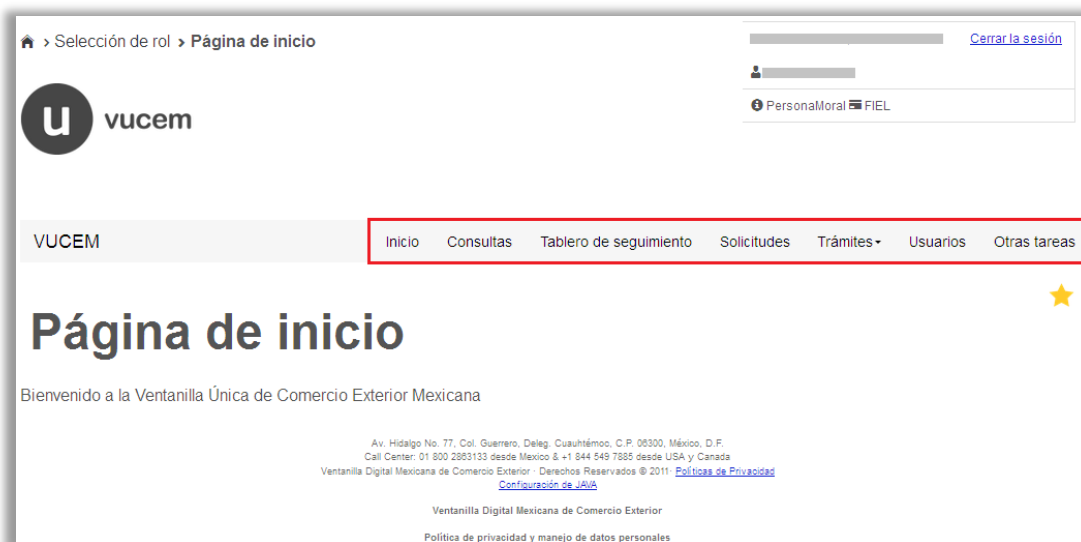 Selección de rol > Página de inicio
Cerrar la sesión
PersonaMoral FIEL
u vucem
VUCEM
Inicio Consultas Tablero de seguimiento Solicitudes Trámites Usuarios Otras tareas
Página de inicio
Bienvenido a la Ventanilla Única de Comercio Exterior Mexicana
Av. Hidalgo No. 77, Col. Guerrero, Deleg. Cuauhtémoc, C.P. 06300, México, D.F.
Call Center: 01 800 2863133 desde Mexico & +1 844 549 7885 desde USA y Canada
Ventanilla Digital Mexicana de Comercio Exterior · Derechos Reservados © 2011· Políticas de Privacidad
Configuración de JAVA
Ventanilla Digital Mexicana de Comercio Exterior
Política de privacidad y manejo de datos personales